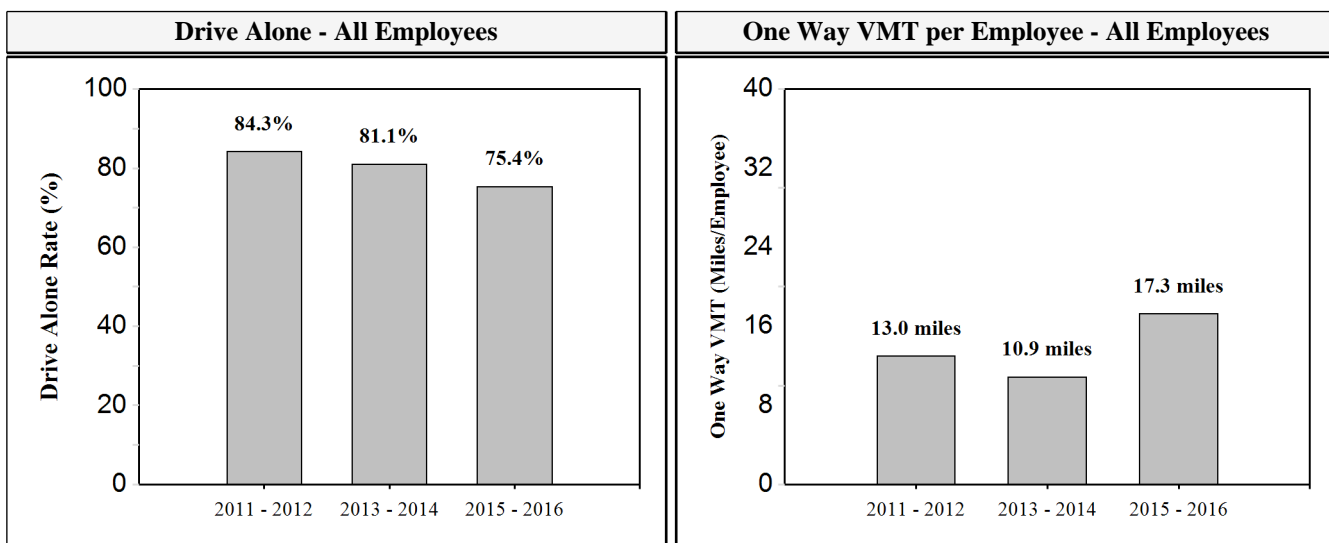 Drive Alone - All Employees
100
80
60
40
20
0
Drive Alone Rate (%)
84.3%
81.1%
75.4%
2011 - 2012
2013 - 2014
2015 - 2016
One Way VMT per Employee - All Employees
40
32
24
16
8
0
One Way VMT (Miles/Employee)
13.0 miles
10.9 miles
17.3 miles
2011 - 2012
2013 - 2014
2015 - 2016